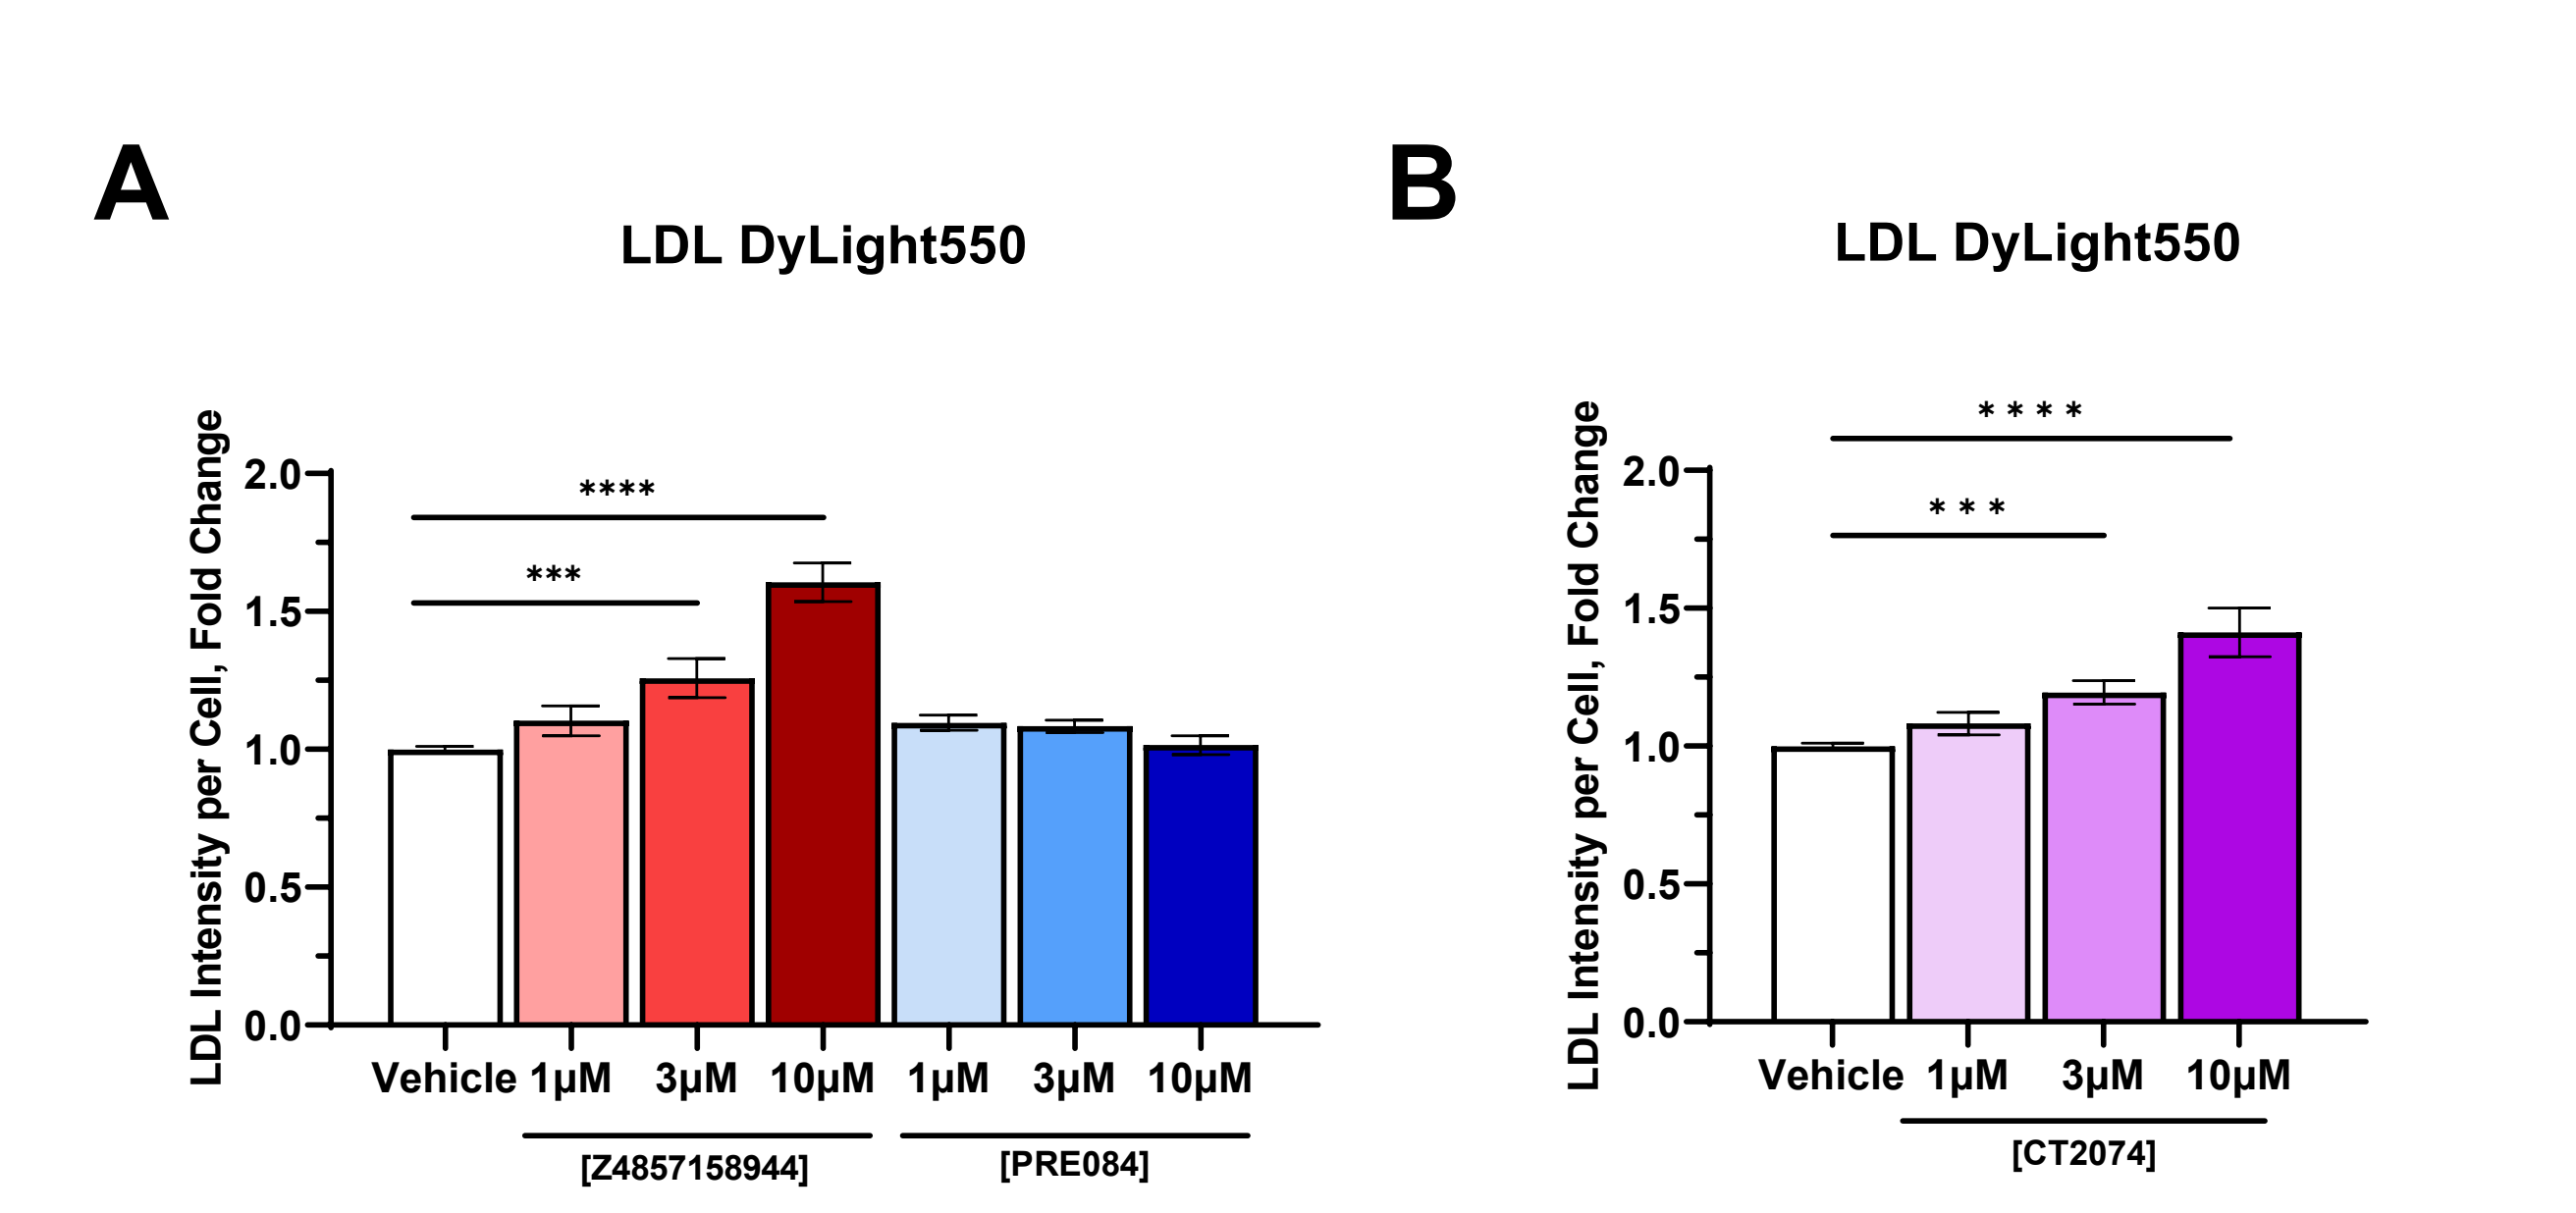 A
LDL DyLight550
LDL Intensity per Cell, Fold Change
2.0
1.5
1.0
0.5
0.0
****
***
Vehicle 1µM 3µM 10µM 1µM 3µM 10µM
[Z4857158944] [PRE084]
B
LDL DyLight550
LDL Intensity per Cell, Fold Change
2.0
1.5
1.0
0.5
0.0
****
***
Vehicle 1µM 3µM 10µM
[CT2074]